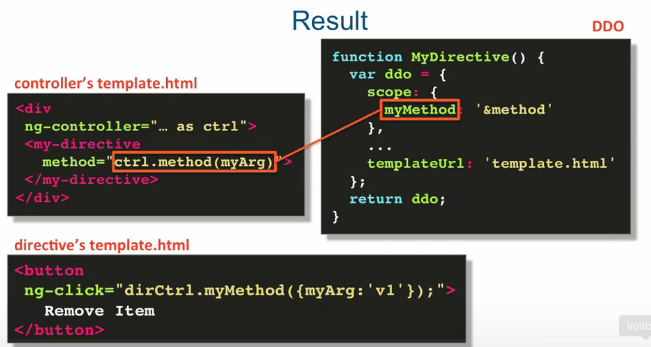 Result
DDO
controller's template.html
<div
ng-controller="… as ctrl">
<my-directive
method="ctrl.method(myArg)">
</my-directive>
</div>
function MyDirective() {
var ddo = {
scope: {
myMethod: '&method'
},
...
templateUrl: 'template.html'
};
return ddo;
}
directive's template.html
<button
ng-click="dirCtrl.myMethod({myArg:'v1'});">
Remove Item
</button>